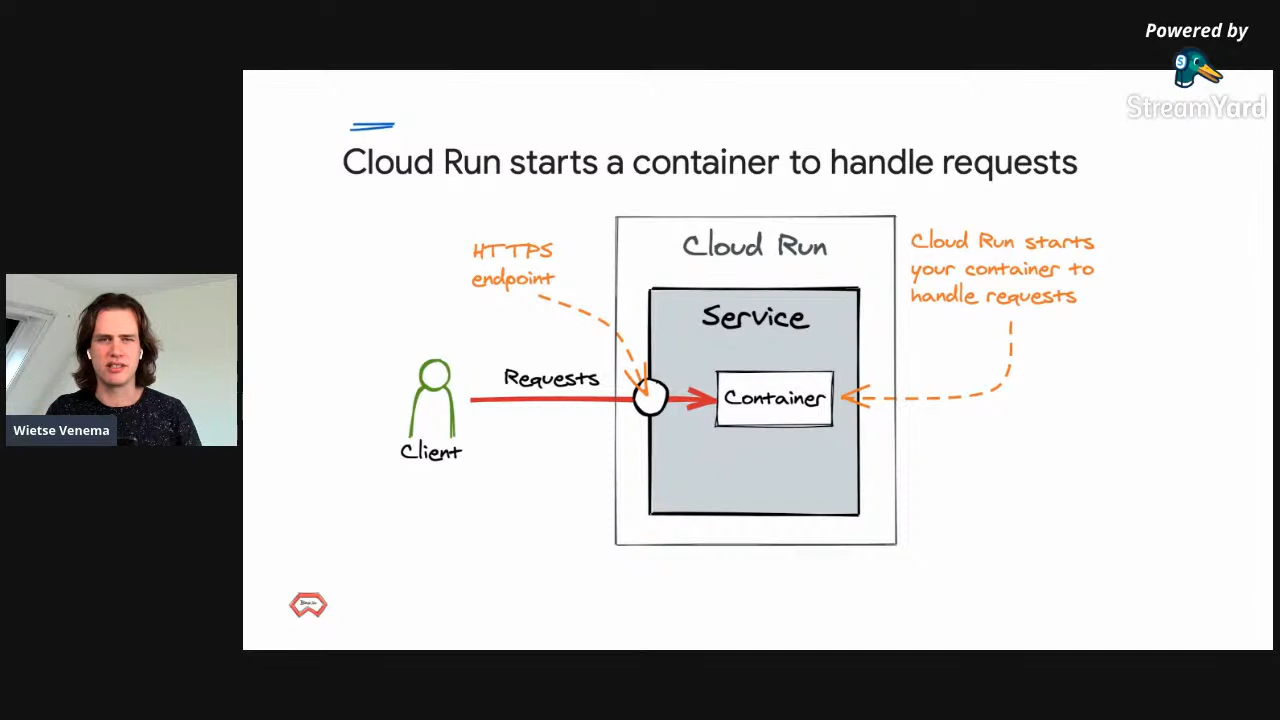 Powered by
StreamYard
Cloud Run starts a container to handle requests
HTTPS
endpoint
Cloud Run
Cloud Run starts
your container to
handle requests
Service
Requests
Container
Client
Wietse Venema